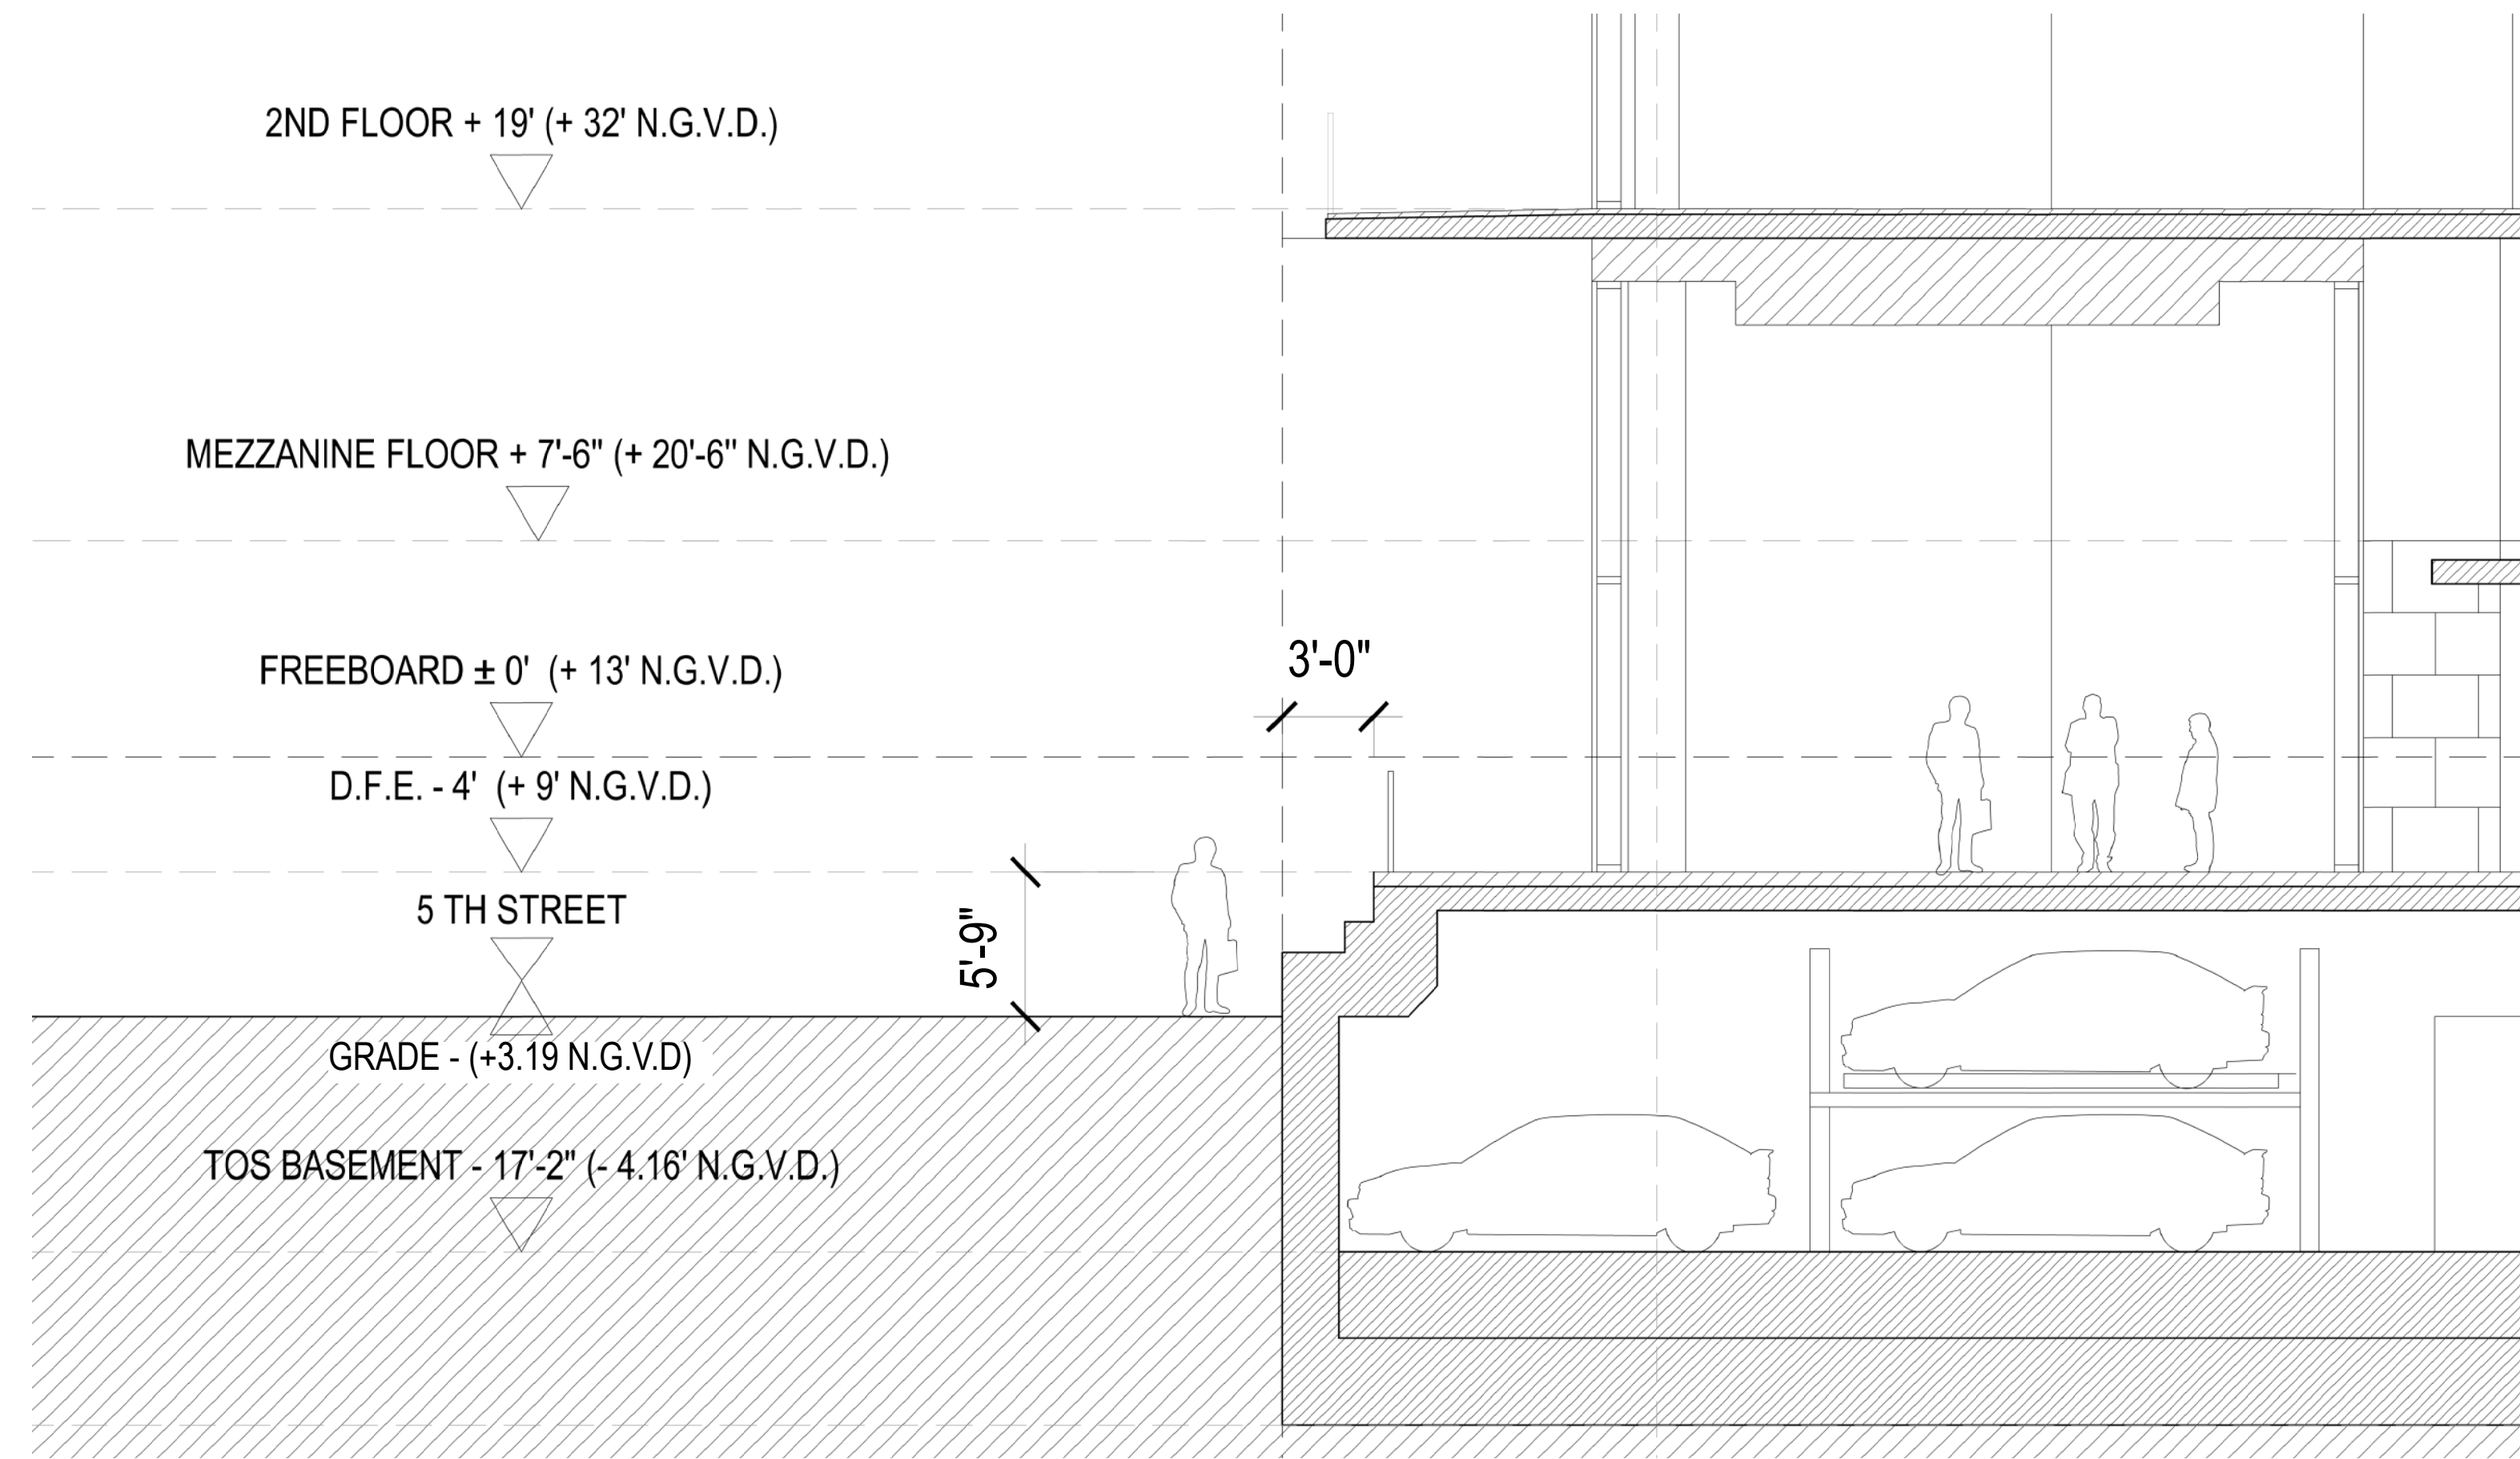 2ND FLOOR + 19' (+ 32' N.G.V.D.)
MEZZANINE FLOOR + 7'-6" (+ 20'-6" N.G.V.D.)
3'-0"
FREEBOARD ± 0' (+ 13' N.G.V.D.)
D.F.E. - 4' (+ 9' N.G.V.D.)
5 TH STREET
5'-9"
GRADE - (+3.19 N.G.V.D)
TOS BASEMENT - 17'-2" (- 4.16' N.G.V.D.)